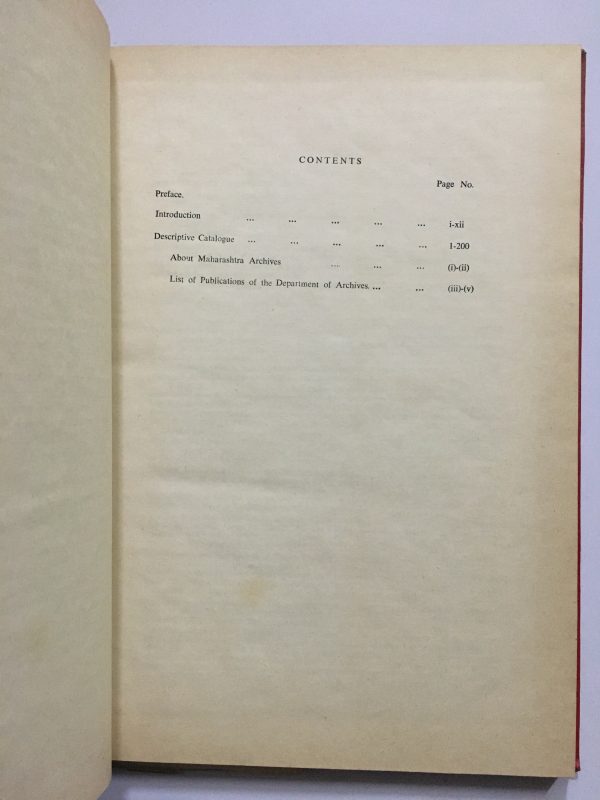 CONTENTS
Page No.
Preface.
Introduction ... ... ... ... ... i-xii
Descriptive Catalogue ... ... ... ... ... 1-200
About Maharashtra Archives ... ... ... (i)-(ii)
List of Publications of the Department of Archives. ... ... (iii)-(v)